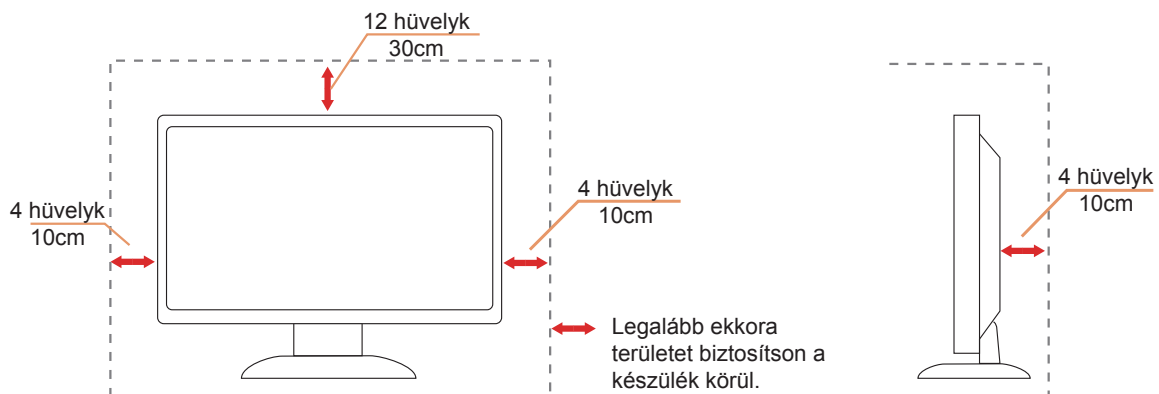 12 hüvelyk
30cm
4 hüvelyk
10cm
4 hüvelyk
10cm
4 hüvelyk
10cm
Legalább ekkora
területet biztosítson a
készülék körül.